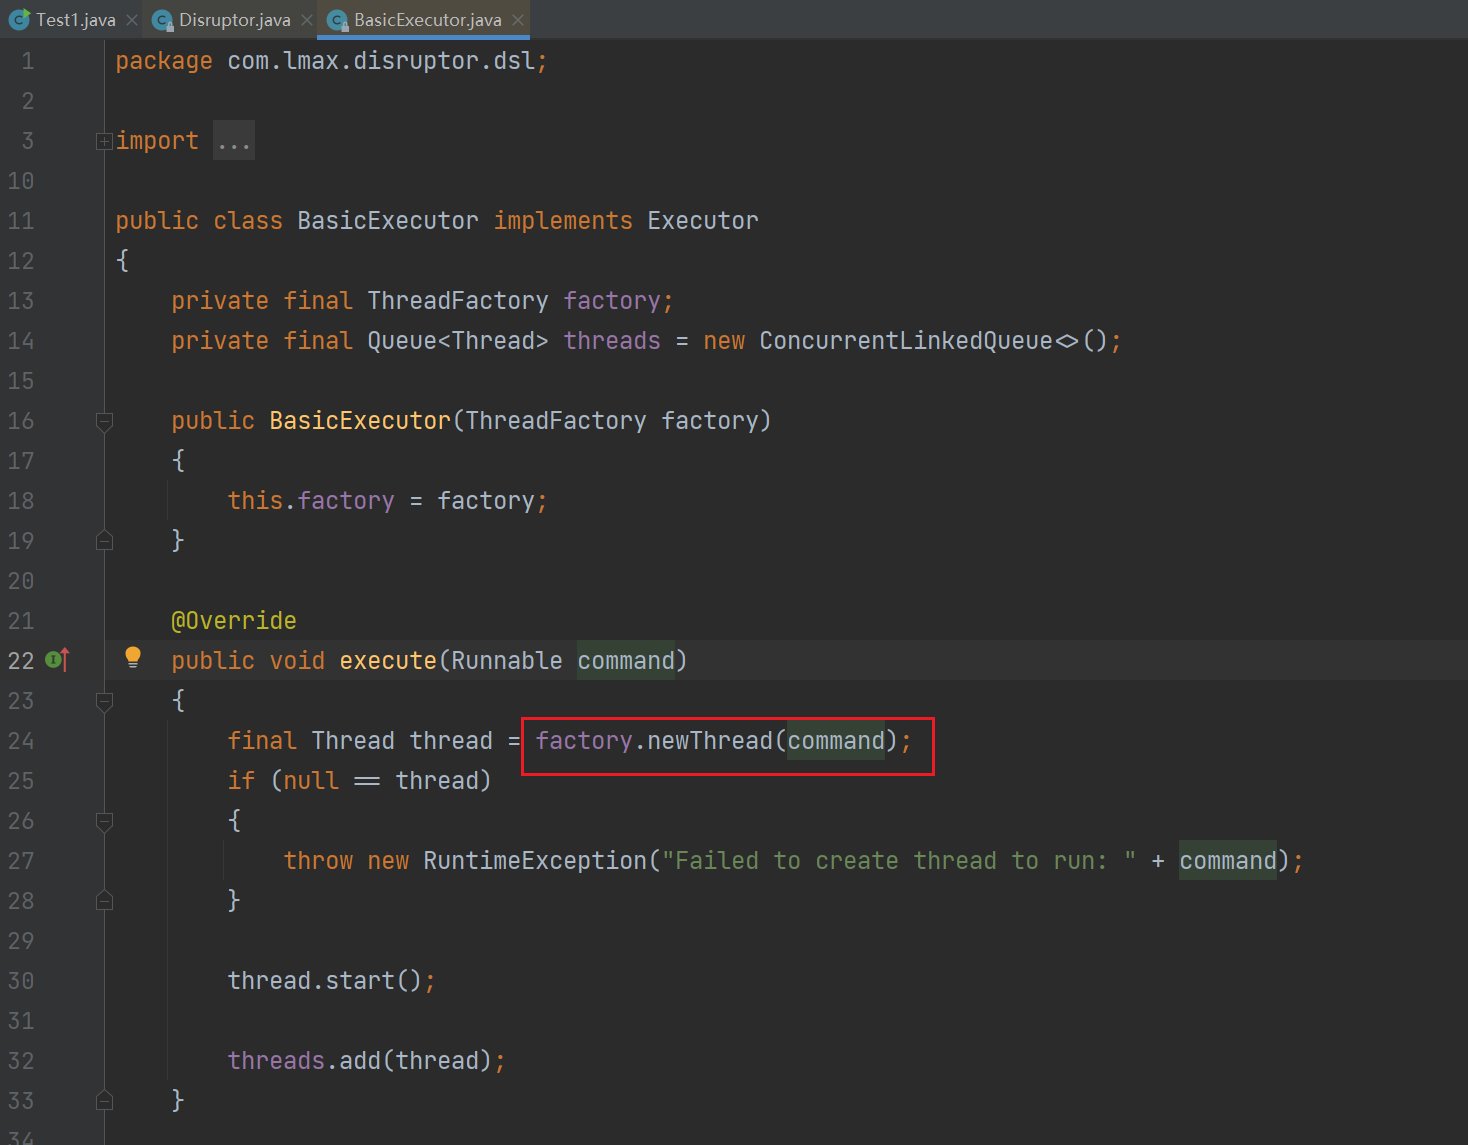 Test1.java Disruptor.java BasicExecutor.java
1 package com.lmax.disruptor.dsl;
2
3 import ...
10
11 public class BasicExecutor implements Executor
12 {
13 private final ThreadFactory factory;
14 private final Queue<Thread> threads = new ConcurrentLinkedQueue<>();
15
16 public BasicExecutor(ThreadFactory factory)
17 {
18 this.factory = factory;
19 }
20
21 @Override
22 public void execute(Runnable command)
23 {
24 final Thread thread = factory.newThread(command);
25 if (null == thread)
26 {
27 throw new RuntimeException("Failed to create thread to run: " + command);
28 }
29
30 thread.start();
31
32 threads.add(thread);
33 }
34